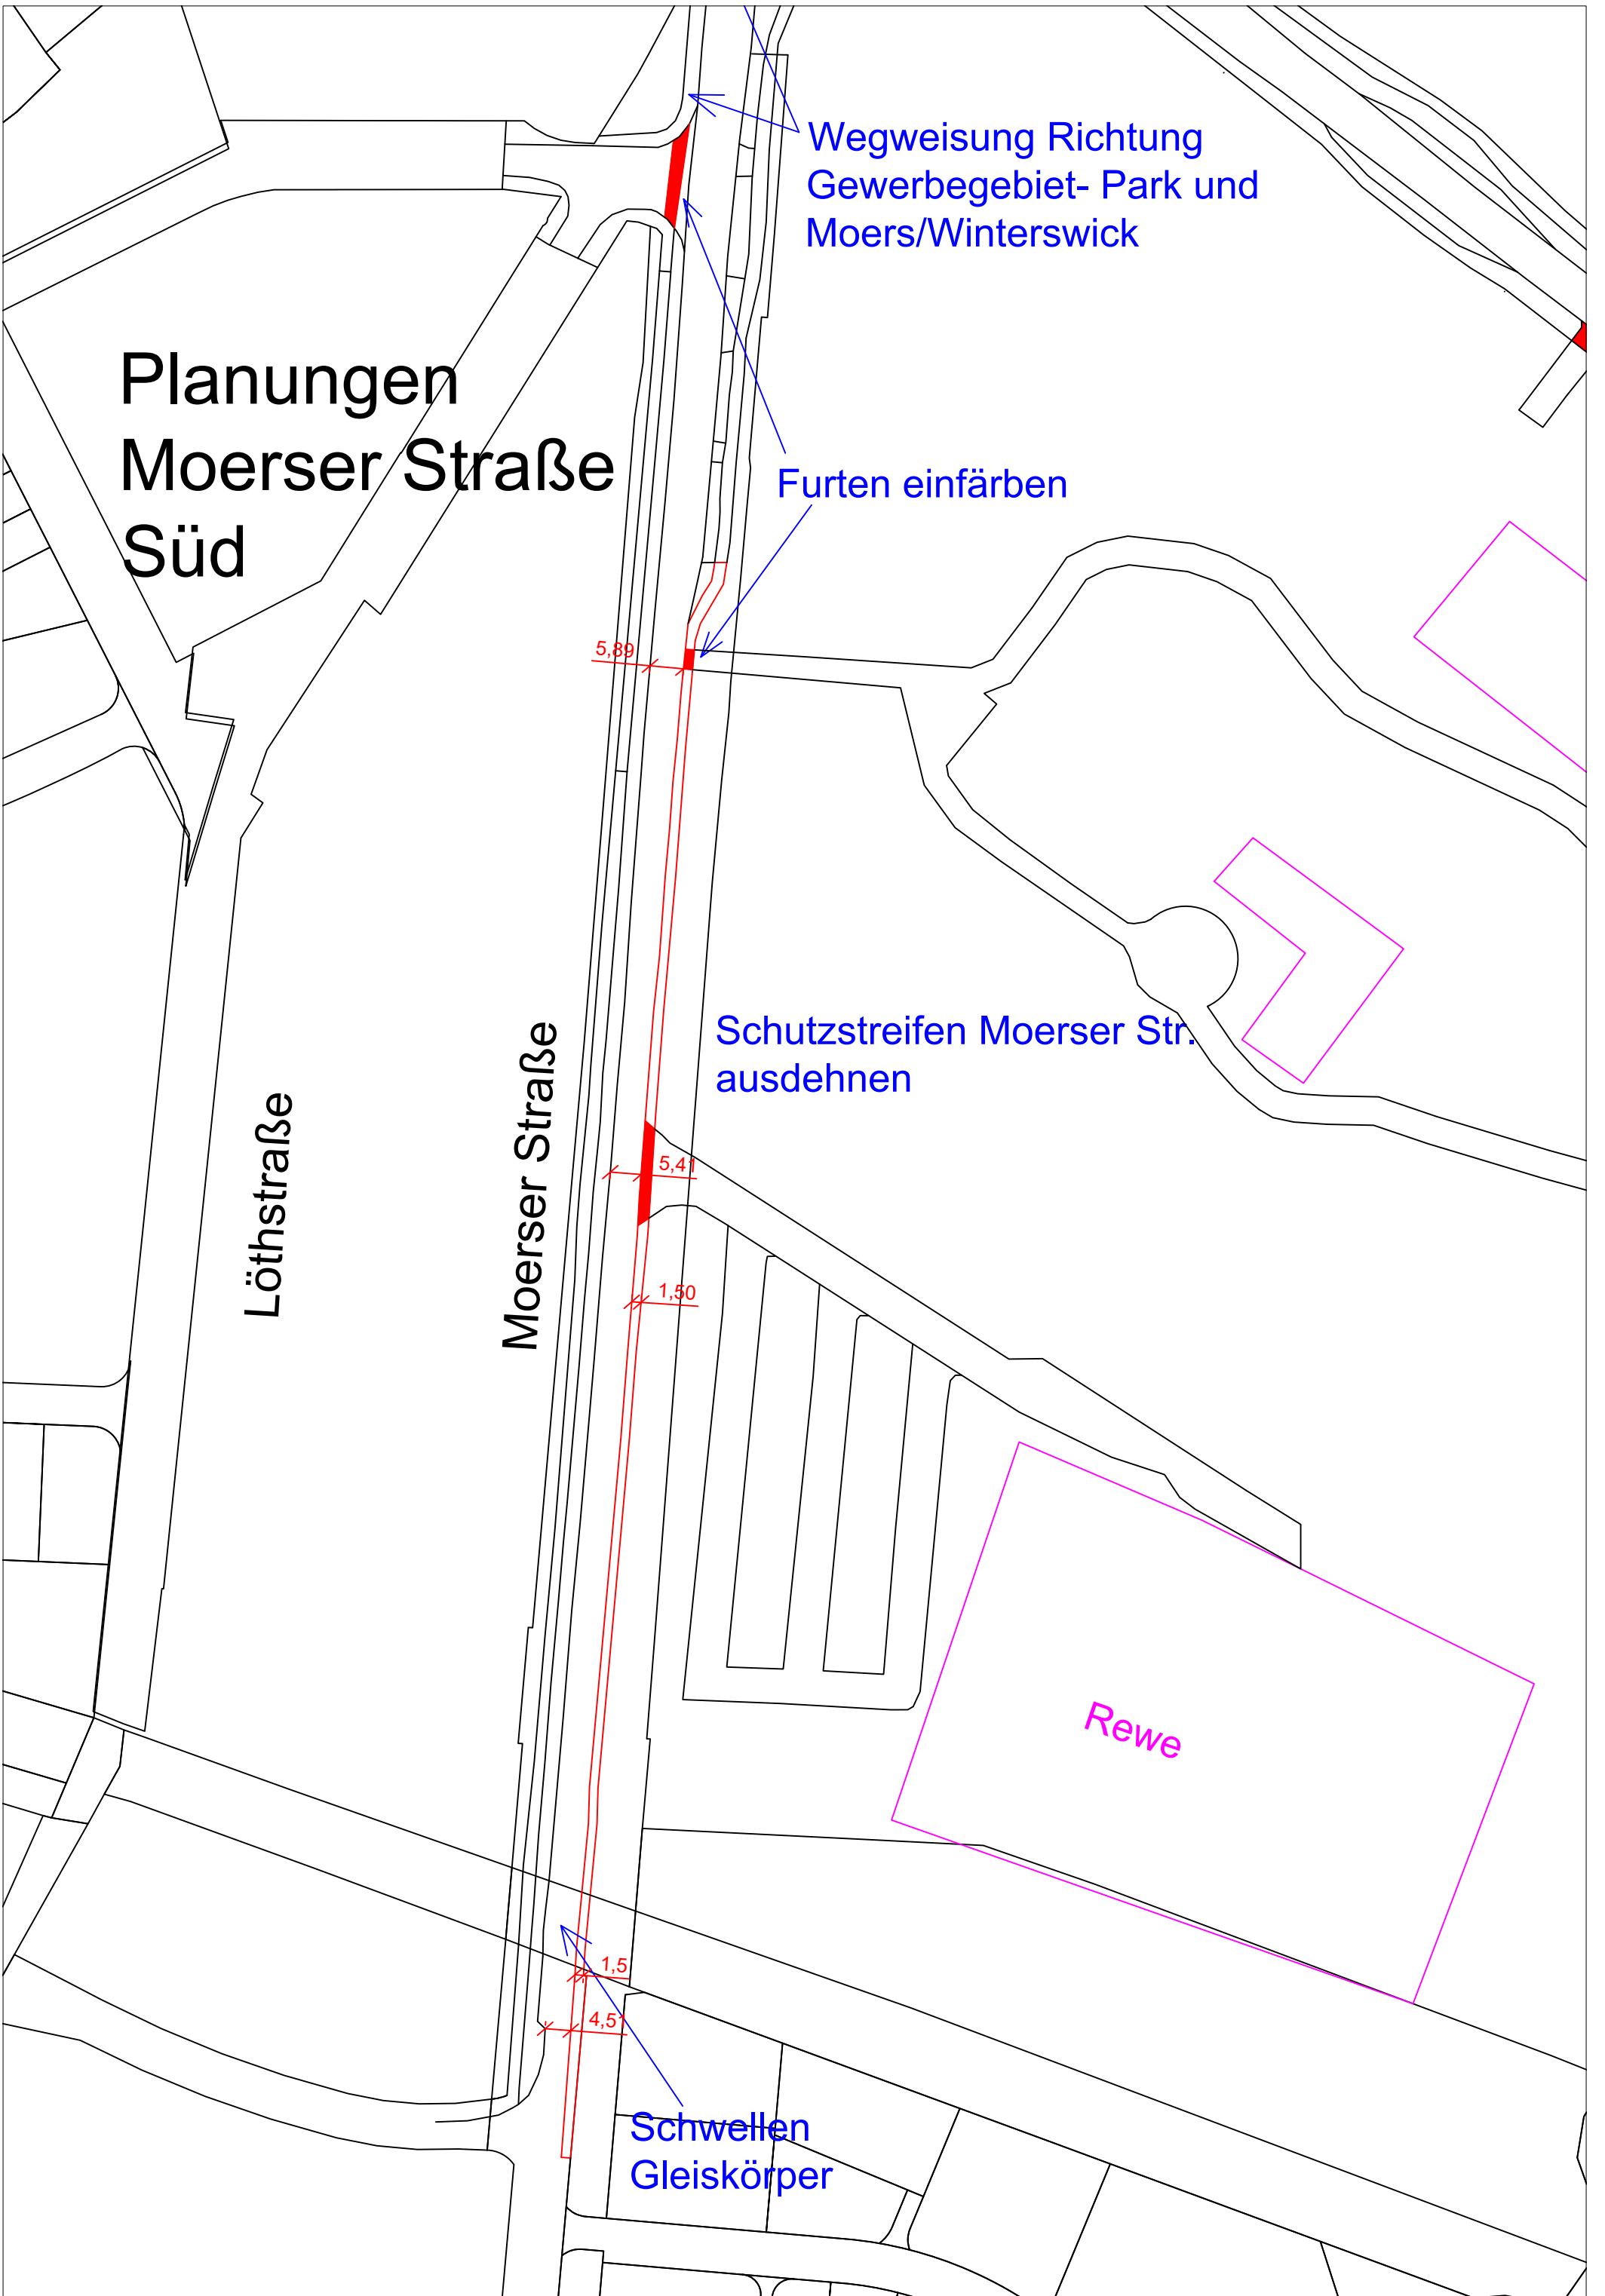 Wegweisung Richtung
Gewerbegebiet- Park und
Moers/Winterswick
Planungen
Moerser Straße
Süd
Furten einfärben
5,89
Schutzstreifen Moerser Str.
ausdehnen
Löthstraße
Moerser Straße
5,41
1,50
Rewe
1,5
4,51
Schwellen
Gleiskörper